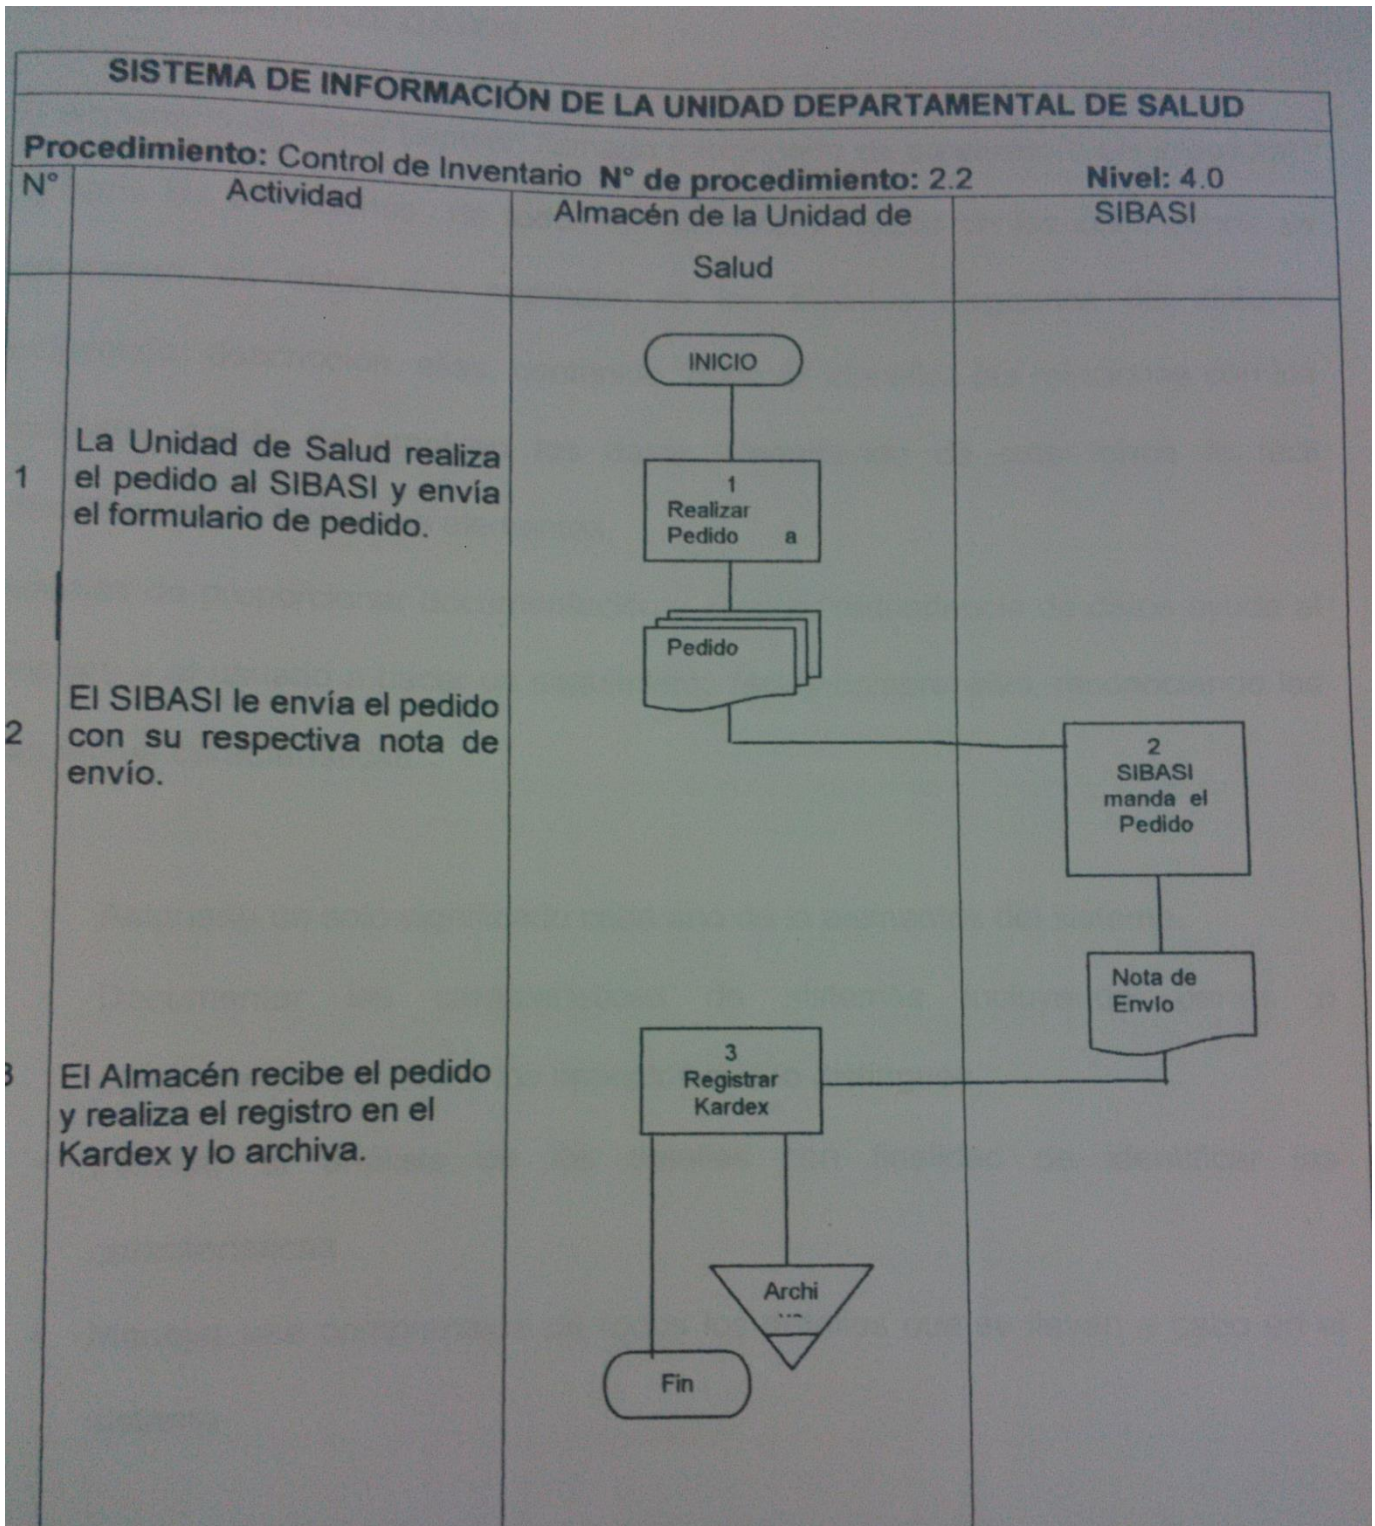 SISTEMA DE INFORMACIÓN DE LA UNIDAD DEPARTAMENTAL DE SALUD
Procedimiento: Control de Inventario N° de procedimiento: 2.2 Nivel: 4.0
N° Actividad Almacén de la Unidad de Salud SIBASI
INICIO
1
La Unidad de Salud realiza
el pedido al SIBASI y envía
el formulario de pedido.
1
Realizar
Pedido a
Pedido
2
El SIBASI le envía el pedido
con su respectiva nota de
envío.
2
SIBASI
manda el
Pedido
Nota de
Envío
3
El Almacén recibe el pedido
y realiza el registro en el
Kardex y lo archiva.
3
Registrar
Kardex
Archi
Fin